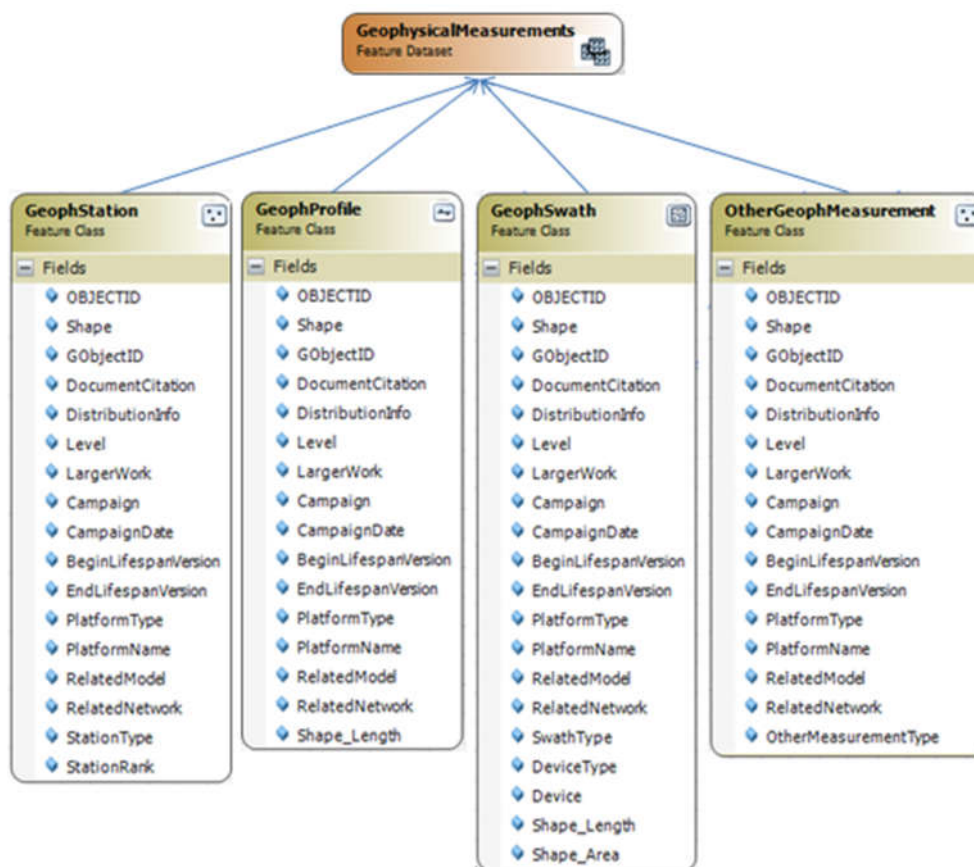 GeophysicalMeasurements
Feature Dataset
GeophStation
Feature Class
Fields
OBJECTID
Shape
GObjectID
DocumentCitation
DistributionInfo
Level
LargerWork
Campaign
CampaignDate
BeginLifespanVersion
EndLifespanVersion
PlatformType
PlatformName
RelatedModel
RelatedNetwork
StationType
StationRank
GeophProfile
Feature Class
Fields
OBJECTID
Shape
GObjectID
DocumentCitation
DistributionInfo
Level
LargerWork
Campaign
CampaignDate
BeginLifespanVersion
EndLifespanVersion
PlatformType
PlatformName
RelatedModel
RelatedNetwork
Shape_Length
GeophSwath
Feature Class
Fields
OBJECTID
Shape
GObjectID
DocumentCitation
DistributionInfo
Level
LargerWork
Campaign
CampaignDate
BeginLifespanVersion
EndLifespanVersion
PlatformType
PlatformName
RelatedModel
RelatedNetwork
SwathType
DeviceType
Device
Shape_Length
Shape_Area
OtherGeophMeasurement
Feature Class
Fields
OBJECTID
Shape
GObjectID
DocumentCitation
DistributionInfo
Level
LargerWork
Campaign
CampaignDate
BeginLifespanVersion
EndLifespanVersion
PlatformType
PlatformName
RelatedModel
RelatedNetwork
OtherMeasurementType